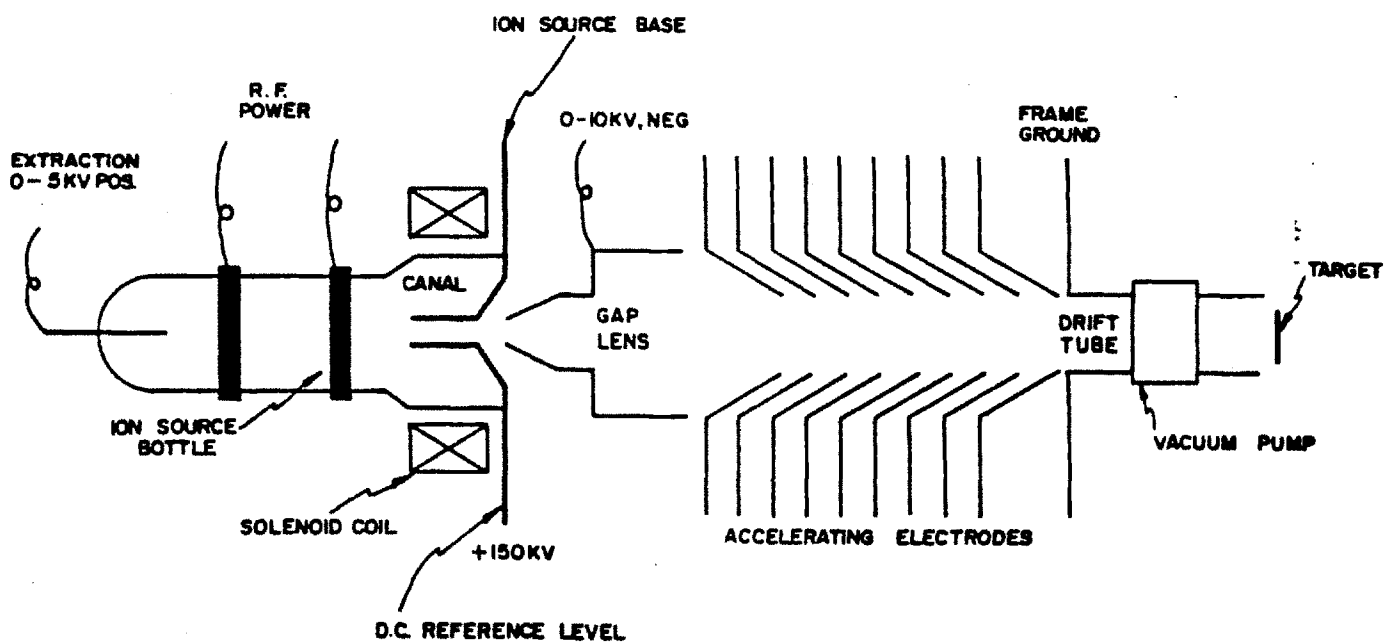 ION SOURCE BASE
R.F.
POWER
0-10KV, NEG
FRAME
GROUND
EXTRACTION
0-5KV POS.
TARGET
CANAL
GAP
LENS
DRIFT
TUBE
ION SOURCE
BOTTLE
VACUUM PUMP
SOLENOID COIL
ACCELERATING ELECTRODES
+150KV
D.C. REFERENCE LEVEL